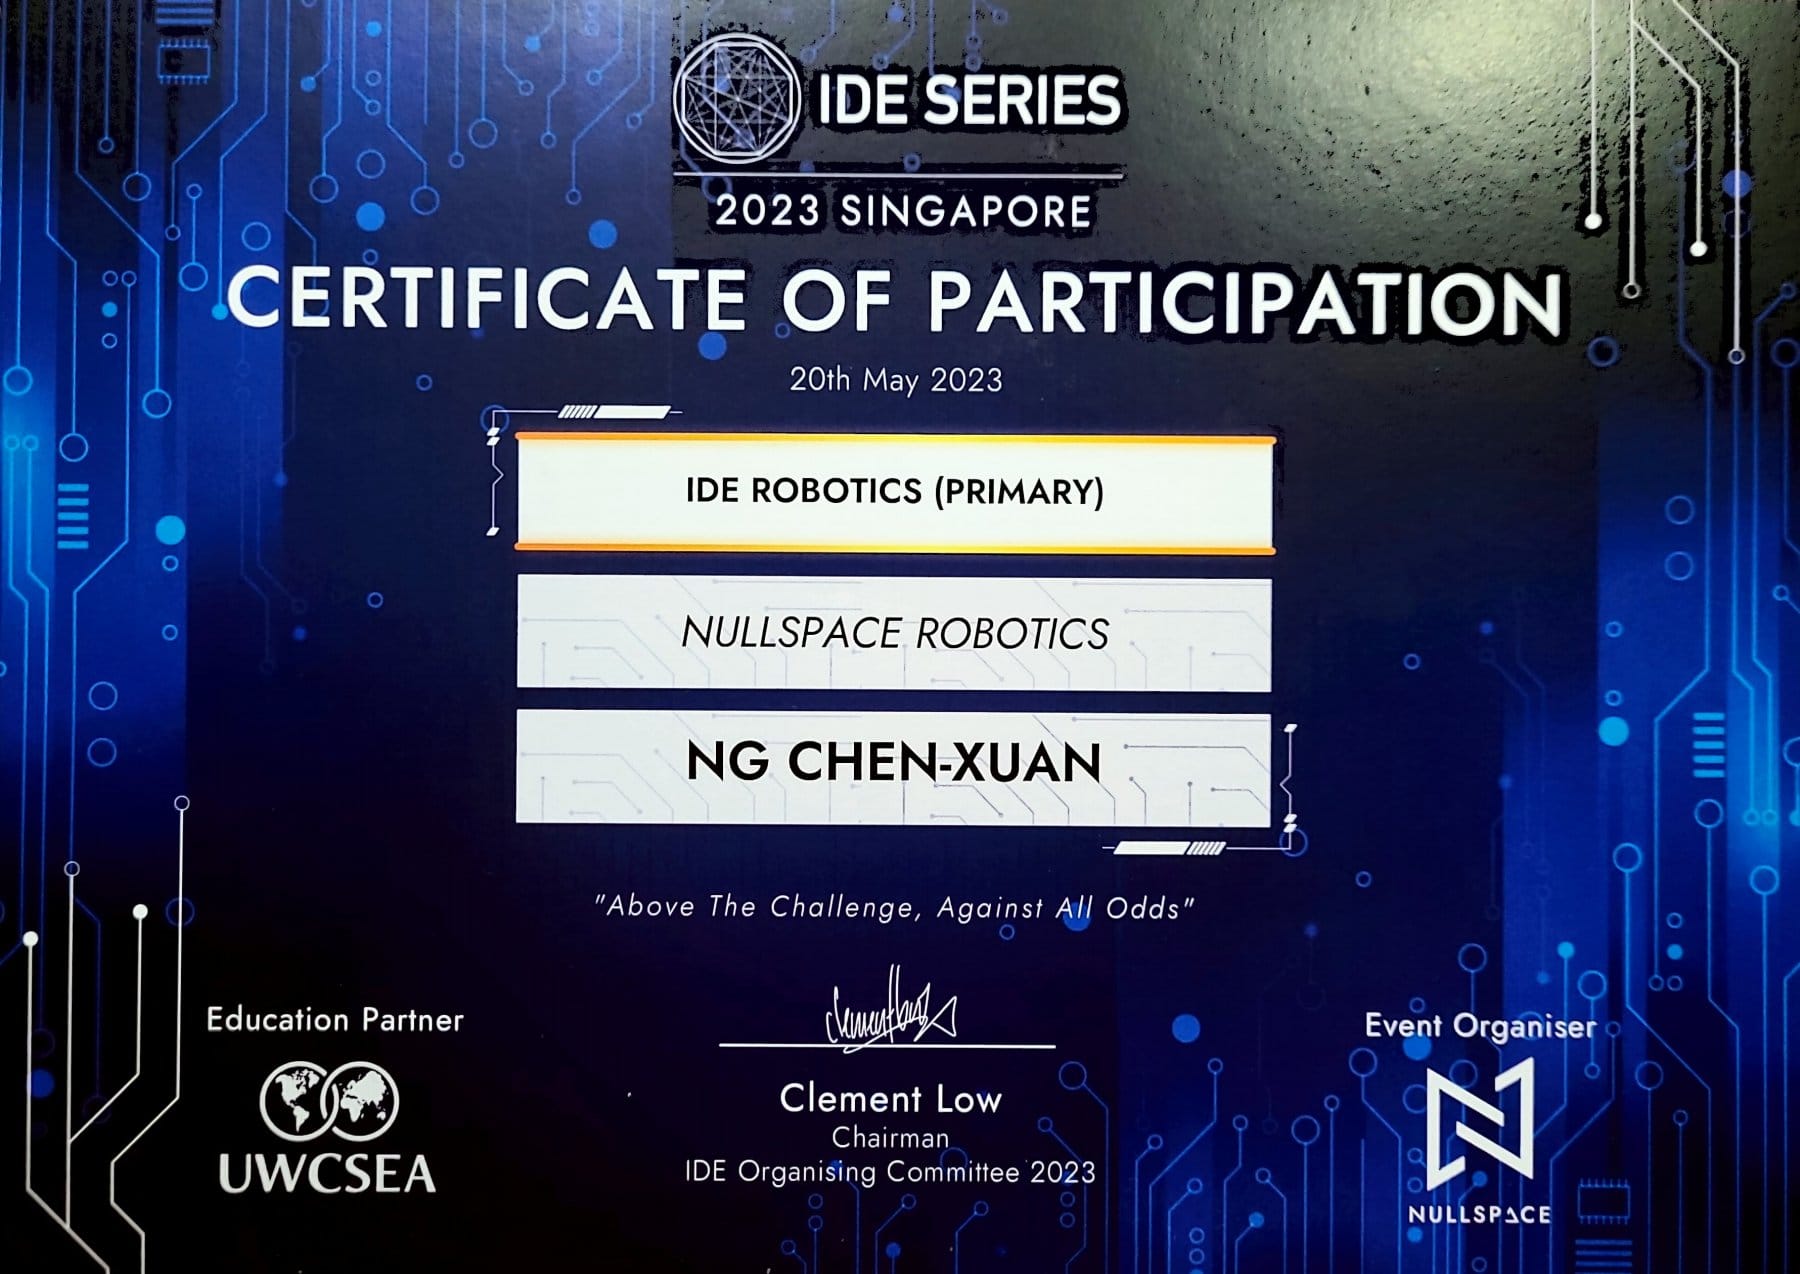 IDE SERIES
2023 SINGAPORE
CERTIFICATE OF PARTICIPATION
20th May 2023
IDE ROBOTICS (PRIMARY)
NULLSPACE ROBOTICS
NG CHEN-XUAN
"Above The Challenge, Against All Odds"
Education Partner
UWCSEA
Clement Low
Chairman
IDE Organising Committee 2023
Event Organiser
NULLSPACE